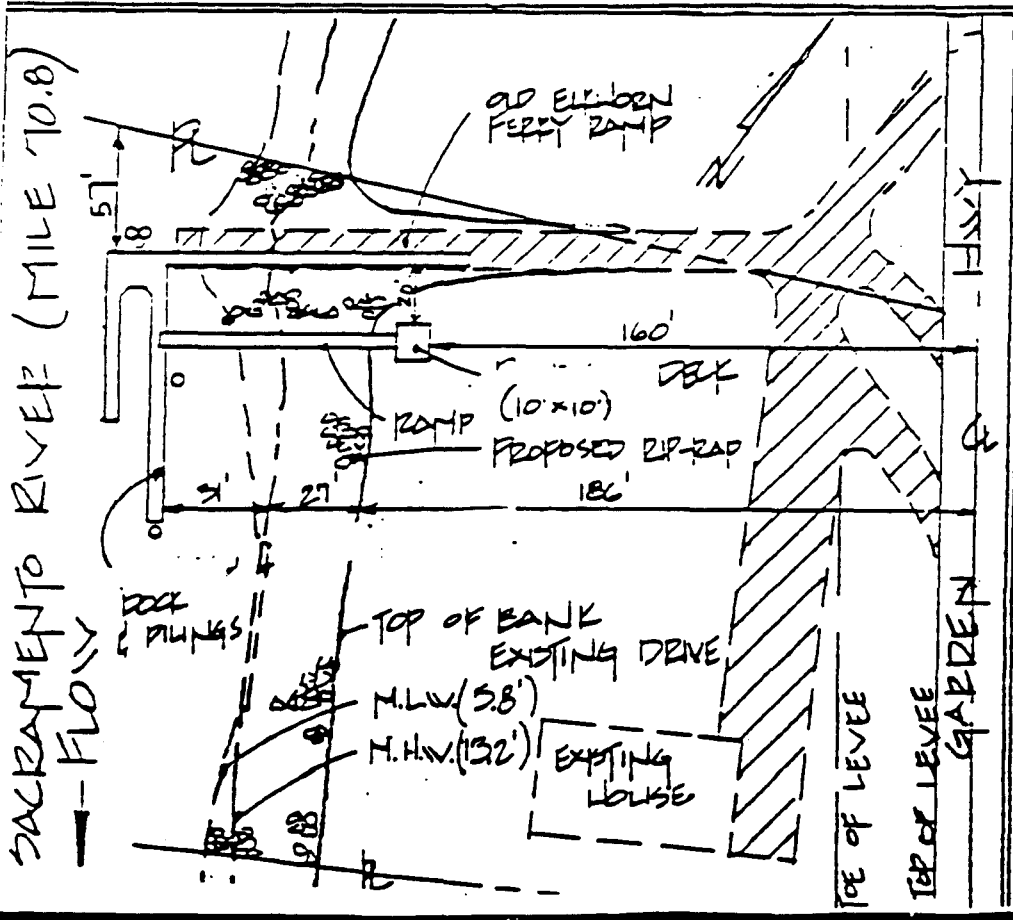 SACRAMENTO RIVER (MILE 70.8)
FLOW
57'
8
PL
OLD ELKHORN
FERRY RAMP
N
HWY
20'
160'
DECK
(10'x10')
RAMP
PROPOSED RIP-RAP
31'
27'
186'
CL
DOCK
& PILINGS
TOP OF BANK
EXISTING DRIVE
M.L.W. (5.8')
M.H.W. (13.2')
EXISTING
HOUSE
PL
TOE OF LEVEE
TOP OF LEVEE
GARDEN